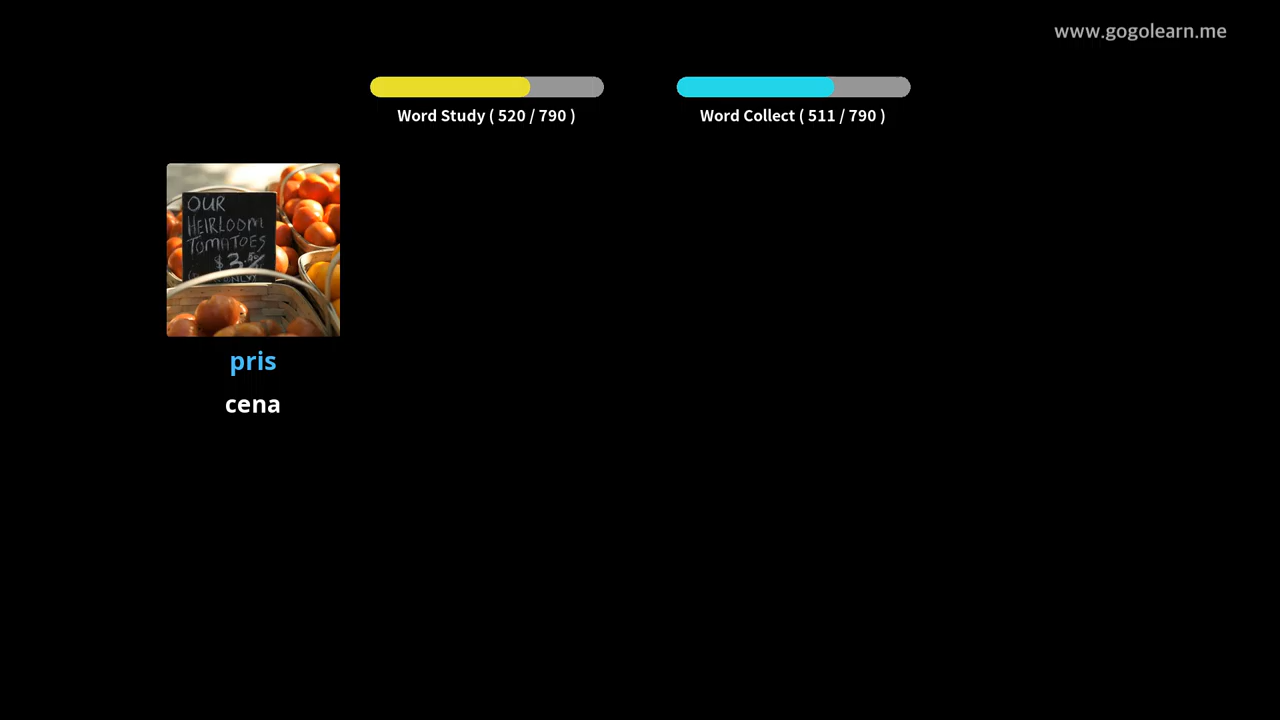 www.gogolearn.me
Word Study ( 520 / 790 )
Word Collect ( 511 / 790 )
OUR
HEIRLOOM
TOMATOES
pris
cena